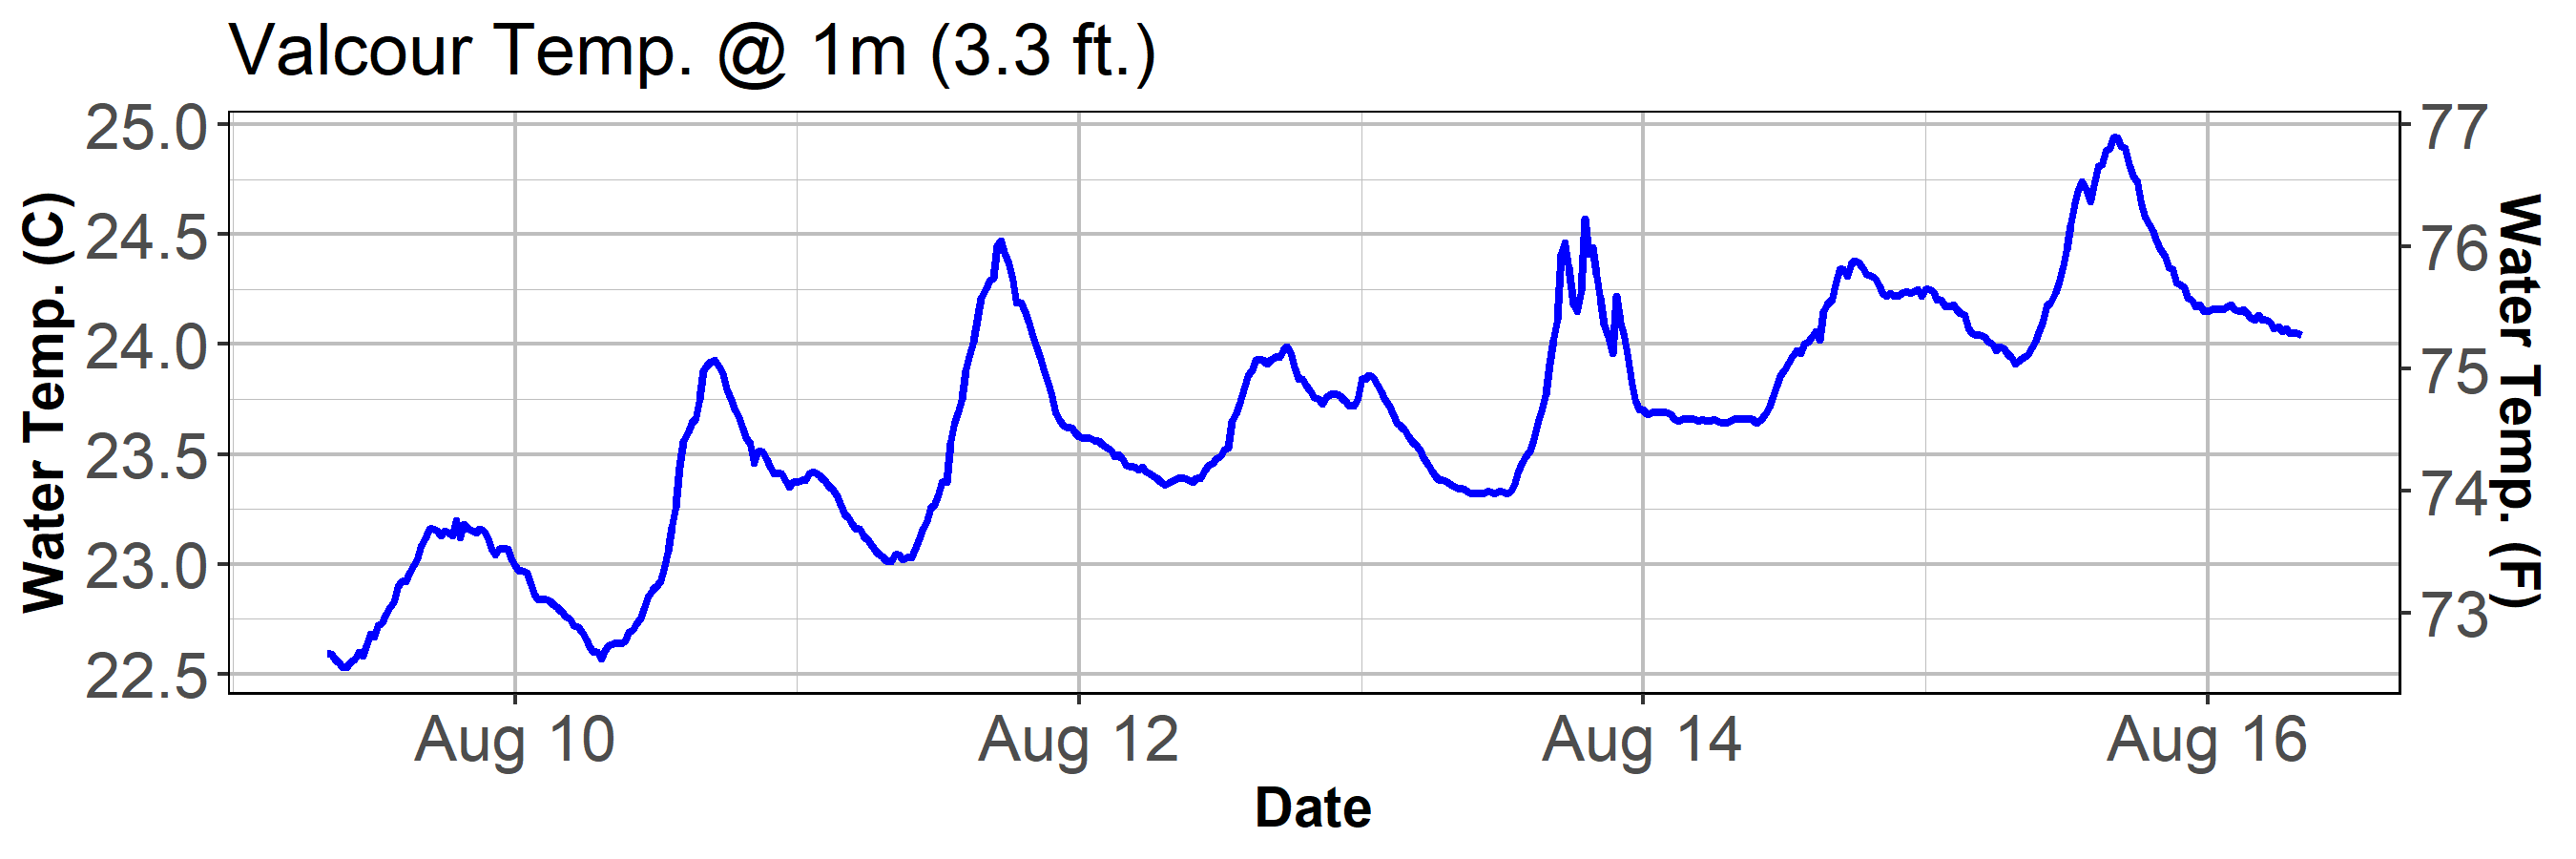 Valcour Temp. @ 1m (3.3 ft.)
Water Temp. (C)
25.0
24.5
24.0
23.5
23.0
22.5
77
76
75
74
73
Water Temp. (F)
Aug 10
Aug 12
Aug 14
Aug 16
Date